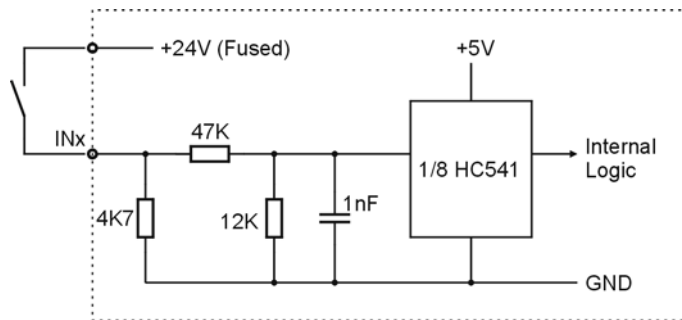 +24V (Fused)
+5V
INx
47K
1/8 HC541
Internal
Logic
4K7
12K
1nF
GND